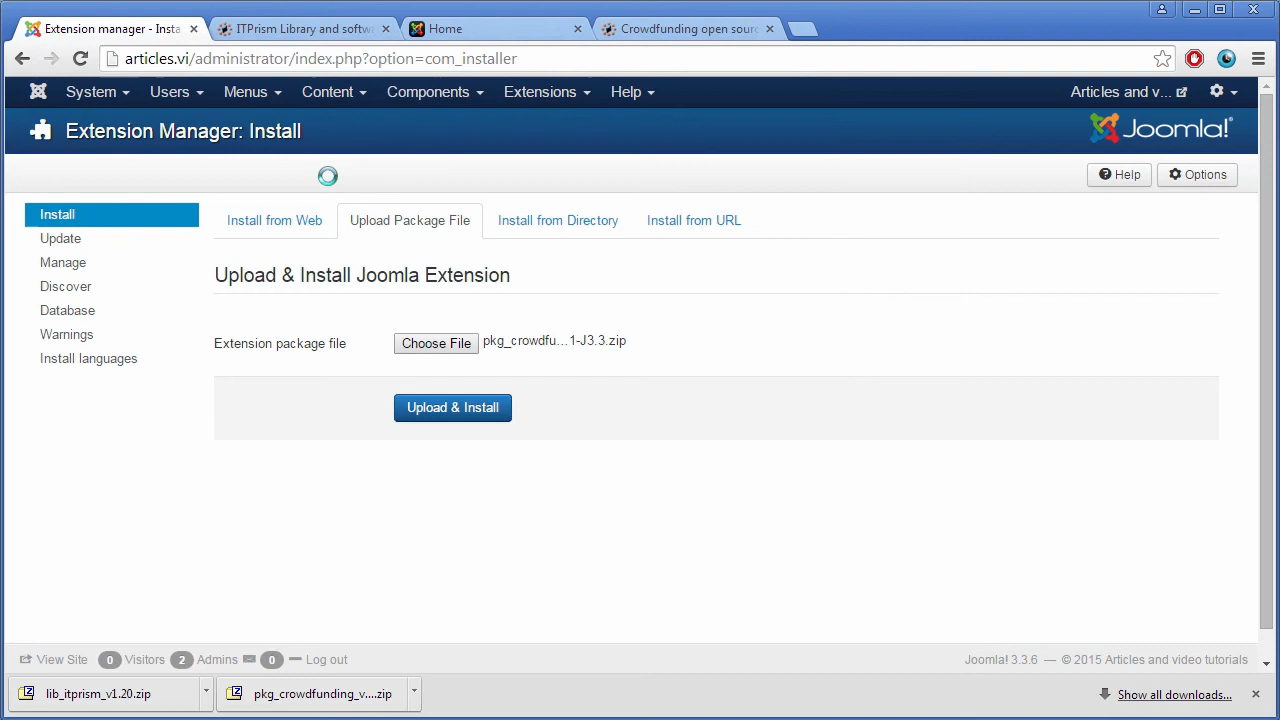 Extension manager - Insta
ITPrism Library and softw
Home
Crowdfunding open sour
articles.vi/administrator/index.php?option=com_installer
System Users Menus Content Components Extensions Help Articles and v...
Extension Manager: Install
Joomla!®
Help Options
Install
Update
Manage
Discover
Database
Warnings
Install languages
Install from Web Upload Package File Install from Directory Install from URL
Upload & Install Joomla Extension
Extension package file Choose File pkg_crowdfu...1-J3.3.zip
Upload & Install
View Site 0 Visitors 2 Admins 0 Log out Joomla! 3.3.6 — © 2015 Articles and video tutorials
lib_itprism_v1.20.zip pkg_crowdfunding_v....zip Show all downloads...